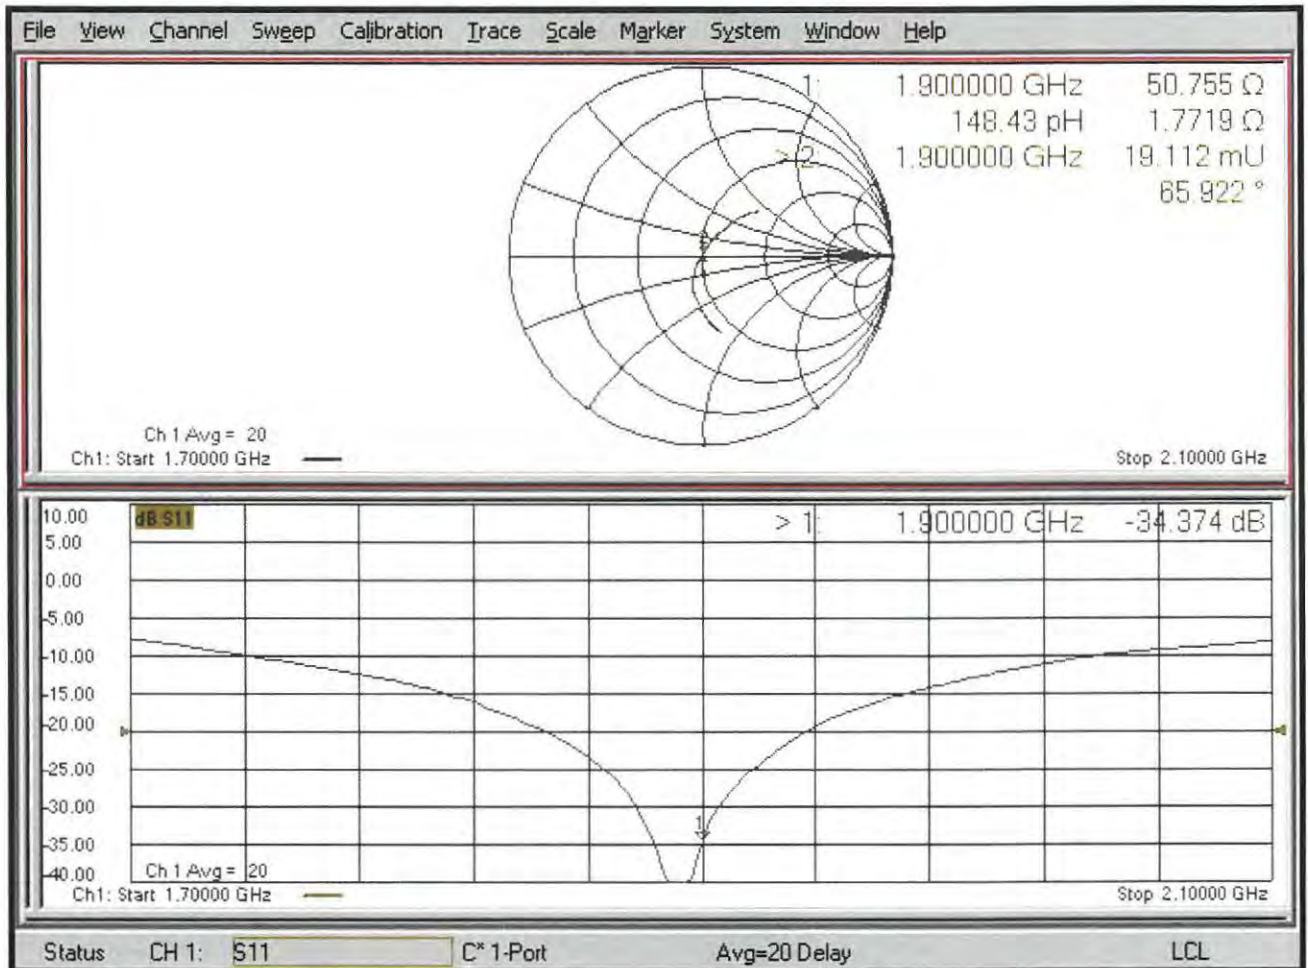 File View Channel Sweep Calibration Trace Scale Marker System Window Help
1: 1.900000 GHz 50.755 Ω
148.43 pH 1.7719 Ω
> 2: 1.900000 GHz 19.112 mU
65.922 °
Ch 1 Avg = 20
Ch1: Start 1.70000 GHz Stop 2.10000 GHz
10.00 dB S11 > 1: 1.900000 GHz -34.374 dB
5.00
0.00
-5.00
-10.00
-15.00
-20.00
-25.00
-30.00
1
-35.00
-40.00 Ch 1 Avg = 20
Ch1: Start 1.70000 GHz Stop 2.10000 GHz
Status CH 1: S11 C* 1-Port Avg=20 Delay LCL